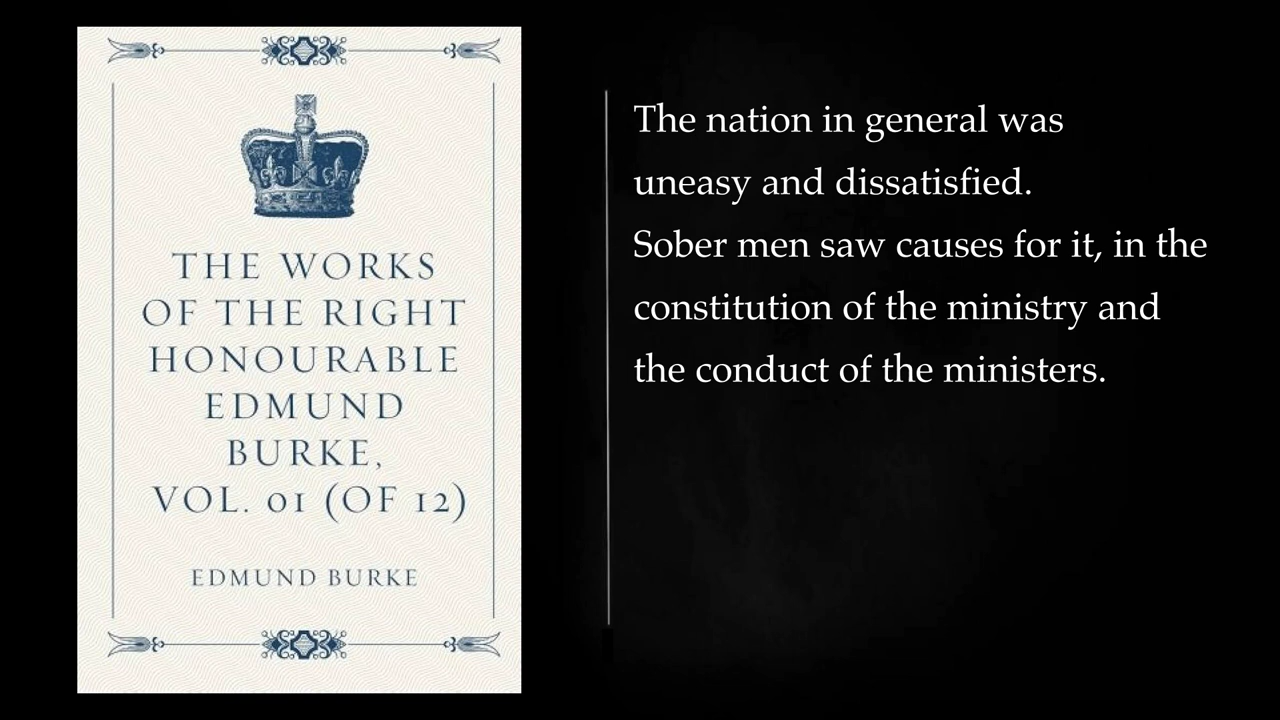 THE WORKS
OF THE RIGHT
HONOURABLE
EDMUND
BURKE,
VOL. 01 (OF 12)
EDMUND BURKE
The nation in general was
uneasy and dissatisfied.
Sober men saw causes for it, in the
constitution of the ministry and
the conduct of the ministers.